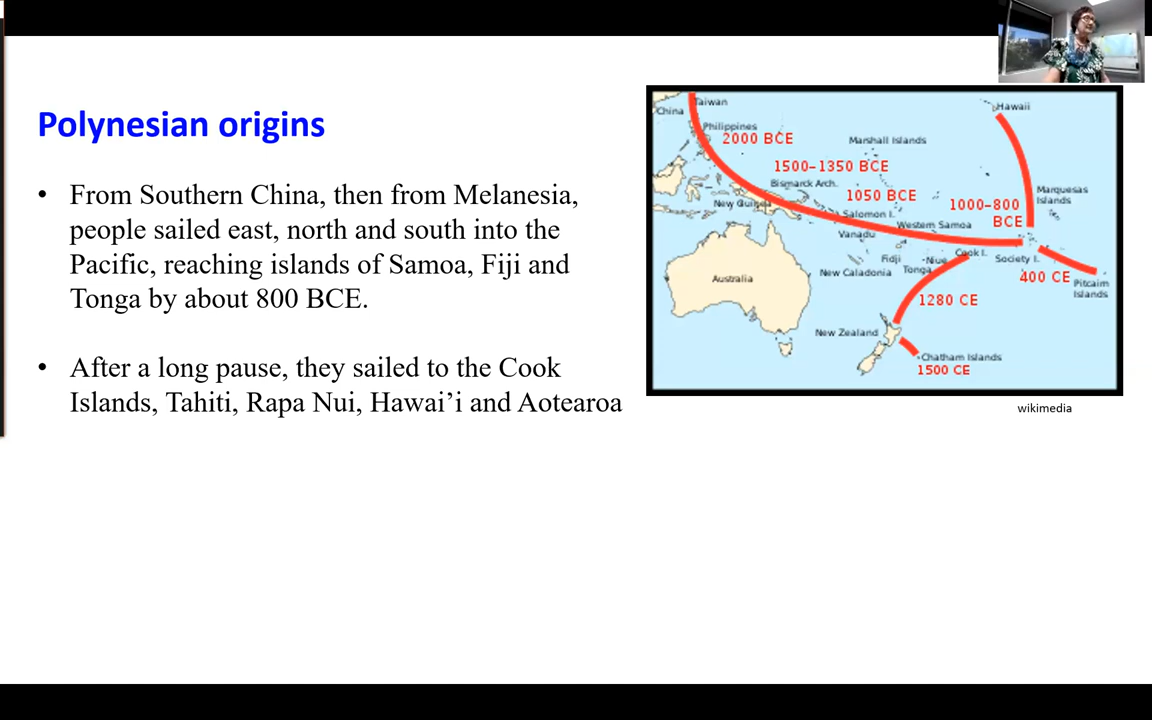 Polynesian origins
• From Southern China, then from Melanesia,
people sailed east, north and south into the
Pacific, reaching islands of Samoa, Fiji and
Tonga by about 800 BCE.
• After a long pause, they sailed to the Cook
Islands, Tahiti, Rapa Nui, Hawai’i and Aotearoa
China
Taiwan
Hawaii
Philippines
2000 BCE
Marshall Islands
1500–1350 BCE
Bismarck Arch.
1050 BCE
Marquesas
Islands
New Guinea
1000–800
BCE
Salomon I.
Western Samoa
Vanadu
Cook I.
Fidji
Niue
Society I.
Tonga
New Caledonia
Australia
400 CE
Pitcairn
Islands
1280 CE
New Zealand
Chatham Islands
1500 CE
wikimedia